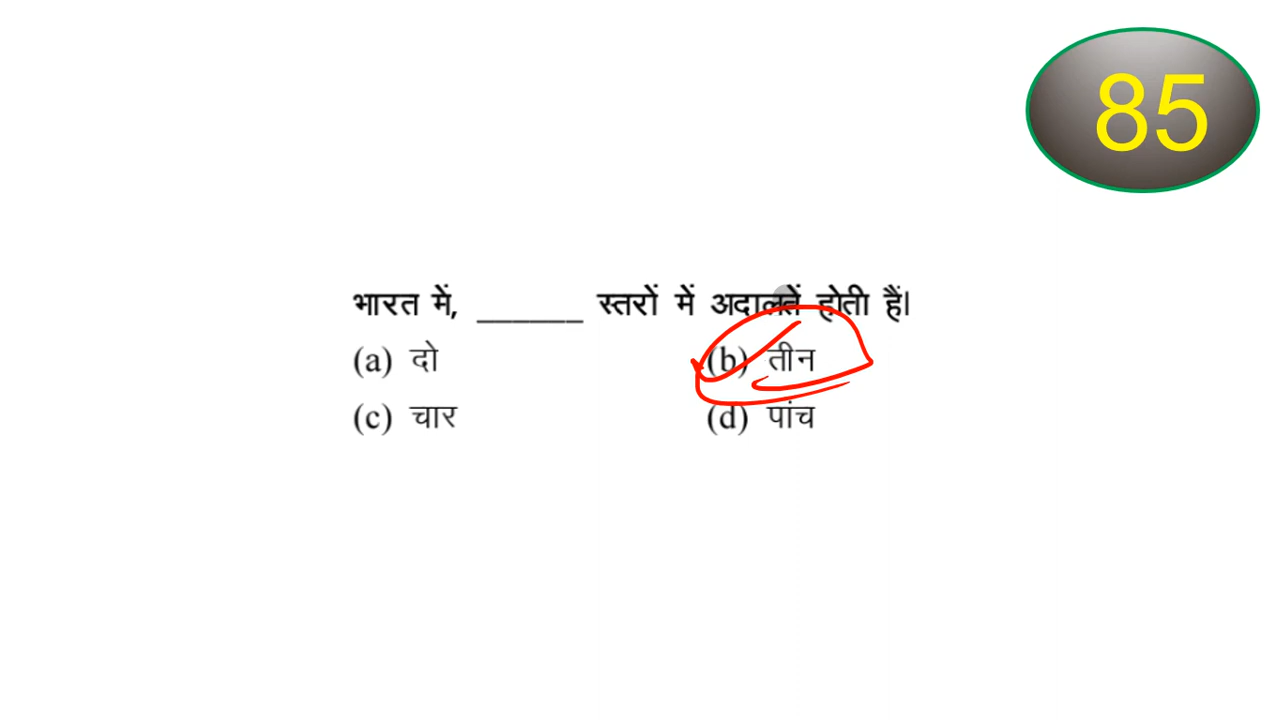 85
भारत में, ______ स्तरों में अदालतें होती हैं।
(a) दो (b) तीन
(c) चार (d) पांच